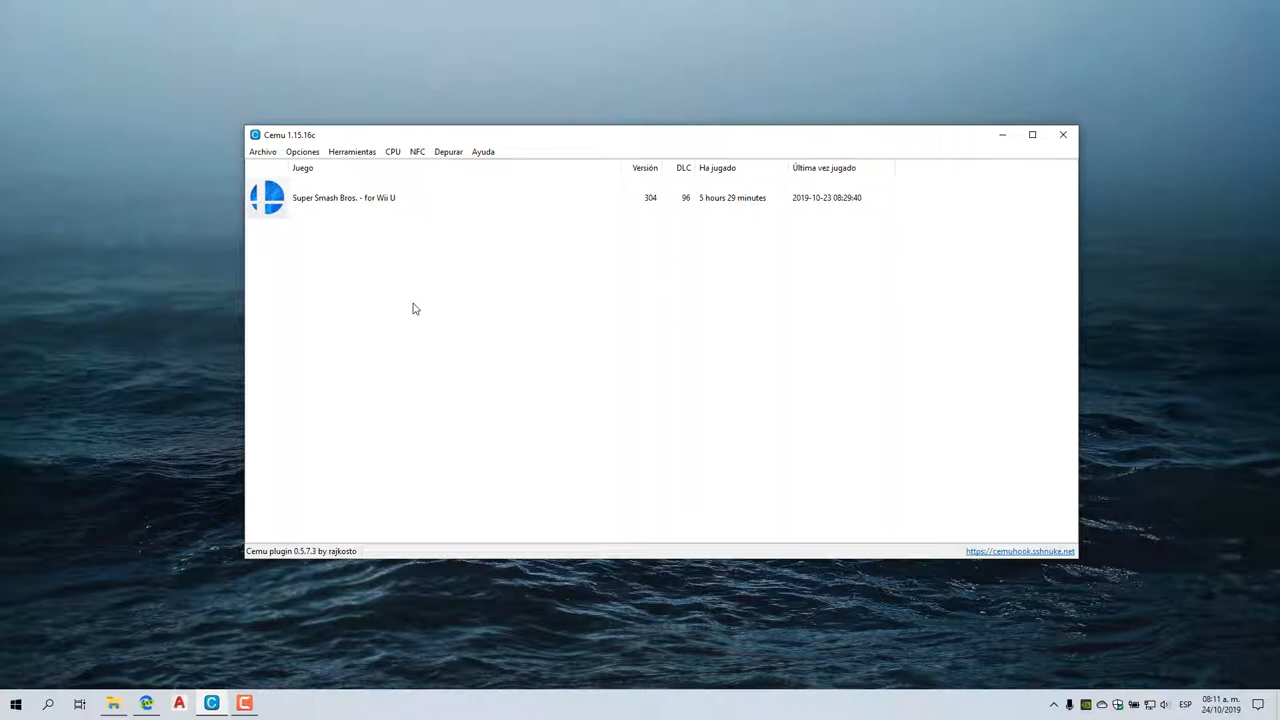 Cemu 1.15.16c
Archivo Opciones Herramientas CPU NFC Depurar Ayuda
Juego Versión DLC Ha jugado Última vez jugado
Super Smash Bros. - for Wii U 304 96 5 hours 29 minutes 2019-10-23 08:29:40
Cemu plugin 0.5.7.3 by rajkosto https://cemuhook.sshnuke.net
ESP 08:11 a. m.
24/10/2019